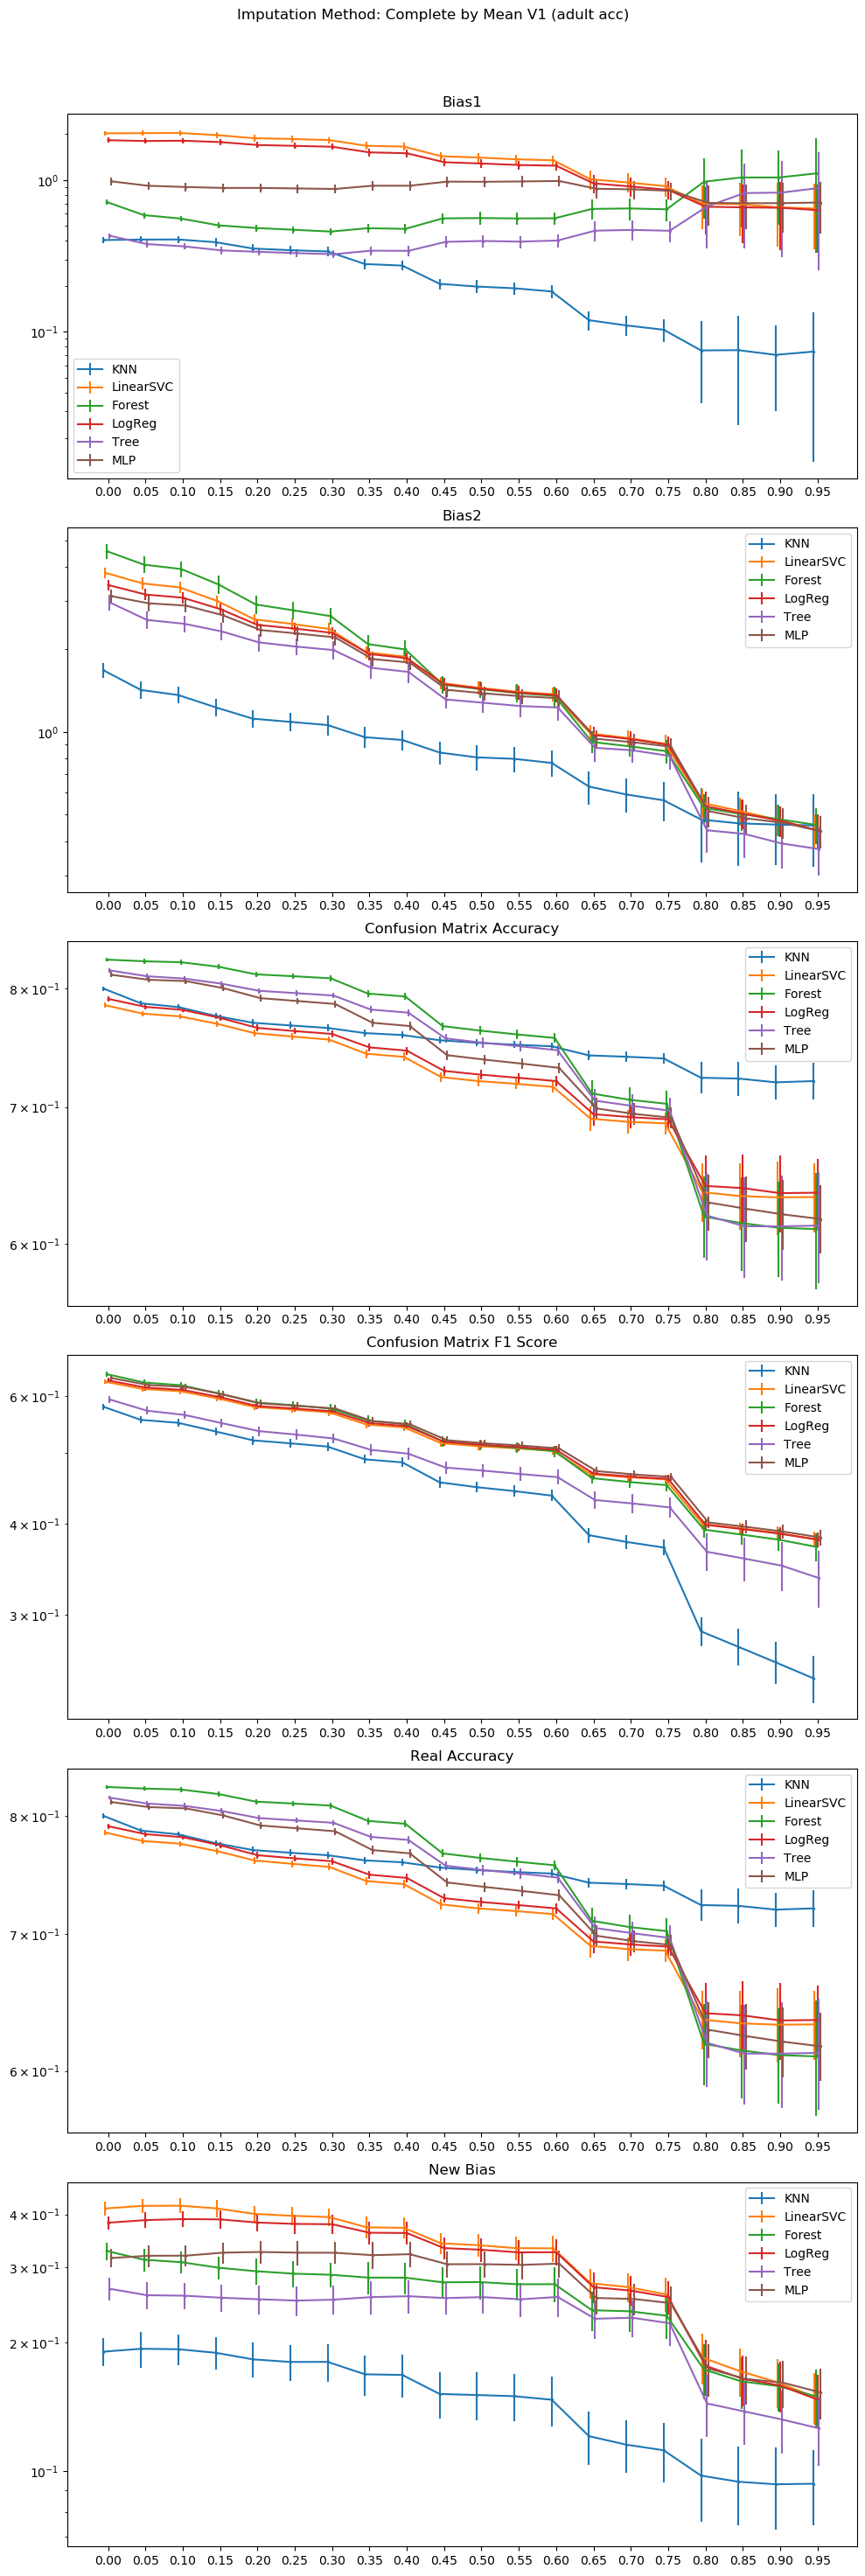 Imputation Method: Complete by Mean V1 (adult acc)
Bias1
10⁰
10⁻¹
KNN
LinearSVC
Forest
LogReg
Tree
MLP
0.00 0.05 0.10 0.15 0.20 0.25 0.30 0.35 0.40 0.45 0.50 0.55 0.60 0.65 0.70 0.75 0.80 0.85 0.90 0.95
Bias2
KNN
LinearSVC
Forest
LogReg
Tree
MLP
10⁰
0.00 0.05 0.10 0.15 0.20 0.25 0.30 0.35 0.40 0.45 0.50 0.55 0.60 0.65 0.70 0.75 0.80 0.85 0.90 0.95
Confusion Matrix Accuracy
KNN
LinearSVC
Forest
LogReg
Tree
MLP
8 × 10⁻¹
7 × 10⁻¹
6 × 10⁻¹
0.00 0.05 0.10 0.15 0.20 0.25 0.30 0.35 0.40 0.45 0.50 0.55 0.60 0.65 0.70 0.75 0.80 0.85 0.90 0.95
Confusion Matrix F1 Score
KNN
LinearSVC
Forest
LogReg
Tree
MLP
6 × 10⁻¹
4 × 10⁻¹
3 × 10⁻¹
0.00 0.05 0.10 0.15 0.20 0.25 0.30 0.35 0.40 0.45 0.50 0.55 0.60 0.65 0.70 0.75 0.80 0.85 0.90 0.95
Real Accuracy
KNN
LinearSVC
Forest
LogReg
Tree
MLP
8 × 10⁻¹
7 × 10⁻¹
6 × 10⁻¹
0.00 0.05 0.10 0.15 0.20 0.25 0.30 0.35 0.40 0.45 0.50 0.55 0.60 0.65 0.70 0.75 0.80 0.85 0.90 0.95
New Bias
KNN
LinearSVC
Forest
LogReg
Tree
MLP
4 × 10⁻¹
3 × 10⁻¹
2 × 10⁻¹
10⁻¹
0.00 0.05 0.10 0.15 0.20 0.25 0.30 0.35 0.40 0.45 0.50 0.55 0.60 0.65 0.70 0.75 0.80 0.85 0.90 0.95